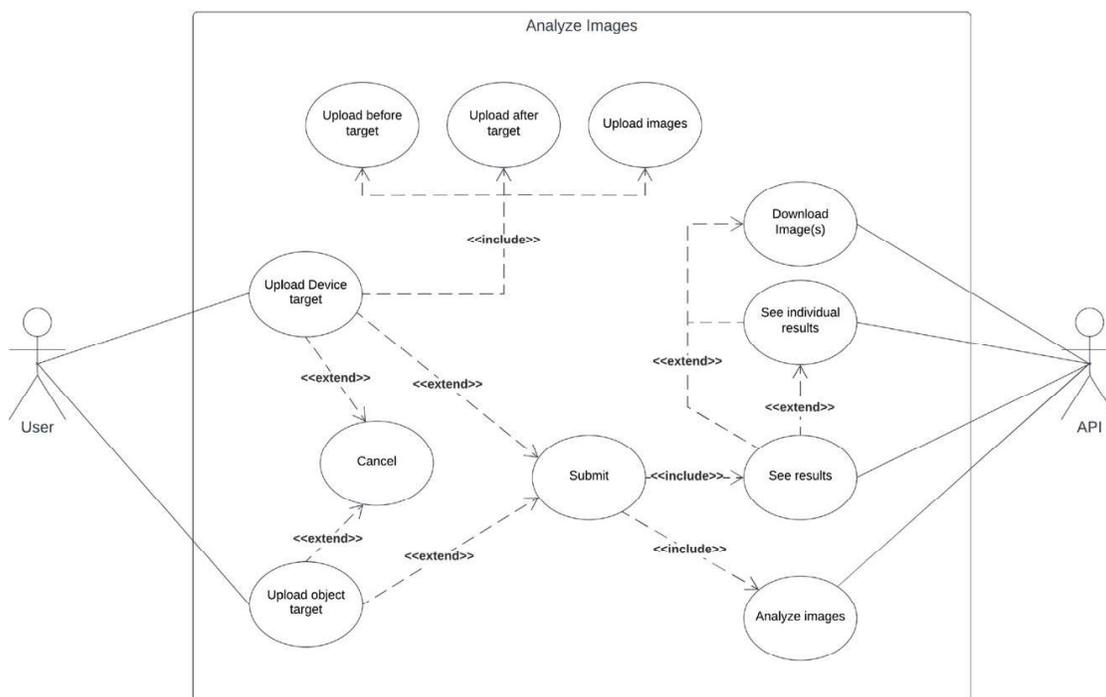 Analyze Images
Upload before
target
Upload after
target
Upload images
Download
Image(s)
<<include>>
Upload Device
target
See individual
results
<<extend>>
<<extend>>
<<extend>>
<<extend>>
User
API
Cancel
Submit
<<include>>
See results
<<extend>>
<<extend>>
<<include>>
Upload object
target
Analyze images